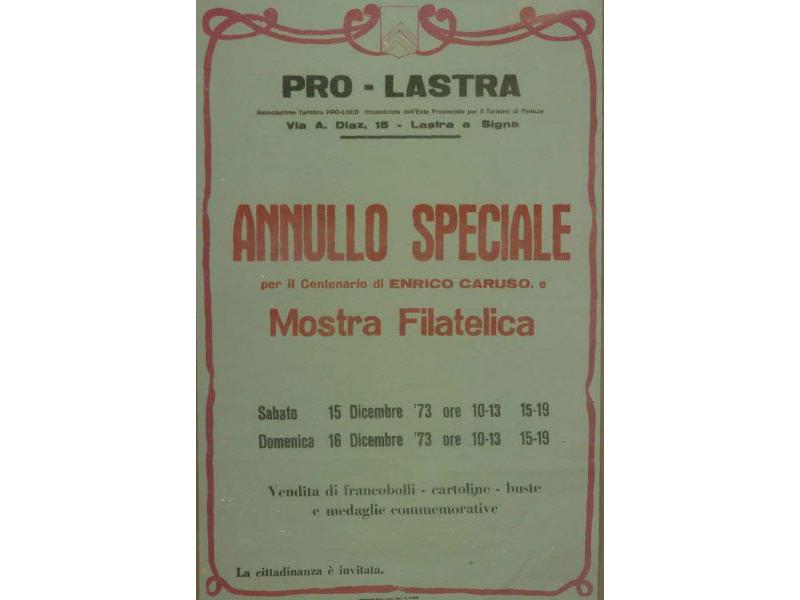 PRO - LASTRA
Associazione Turistica PRO-LOCO riconosciuta dall'Ente Provinciale per il Turismo di Firenze
Via A. Diaz, 15 - Lastra a Signa
ANNULLO SPECIALE
per il Centenario di ENRICO CARUSO, e
Mostra Filatelica
Sabato 15 Dicembre '73 ore 10-13 15-19
Domenica 16 Dicembre '73 ore 10-13 15-19
Vendita di francobolli - cartoline - buste
e medaglie commemorative
La cittadinanza è invitata.